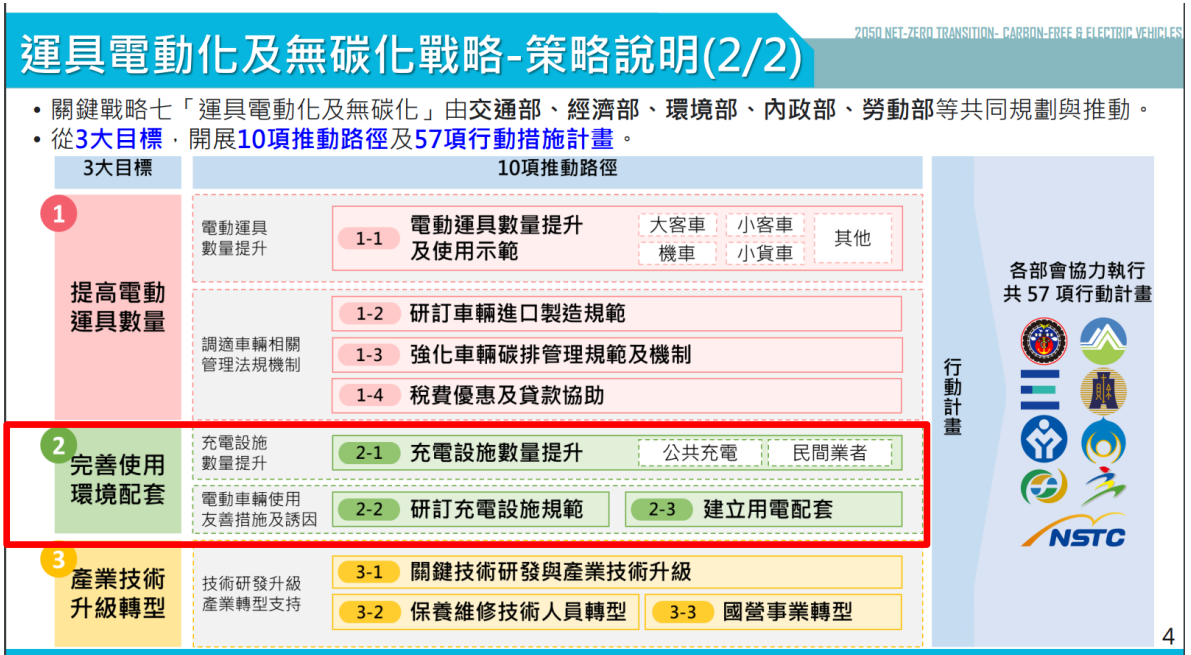 2050 NET-ZERO TRANSITION- CARBON-FREE & ELECTRIC VEHICLES
運具電動化及無碳化戰略-策略說明(2/2)
• 關鍵戰略七「運具電動化及無碳化」由交通部、經濟部、環境部、內政部、勞動部等共同規劃與推動。
• 從3大目標，開展10項推動路徑及57項行動措施計畫。
3大目標
10項推動路徑
1
提高電動
運具數量
電動運具
數量提升
1-1
電動運具數量提升
及使用示範
大客車
小客車
機車
小貨車
其他
調適車輛相關
管理法規機制
1-2
研訂車輛進口製造規範
1-3
強化車輛碳排管理規範及機制
1-4
稅費優惠及貸款協助
2
完善使用
環境配套
充電設施
數量提升
2-1
充電設施數量提升
公共充電
民間業者
電動車輛使用
友善措施及誘因
2-2
研訂充電設施規範
2-3
建立用電配套
3
產業技術
升級轉型
技術研發升級
產業轉型支持
3-1
關鍵技術研發與產業技術升級
3-2
保養維修技術人員轉型
3-3
國營事業轉型
行動計畫
各部會協力執行
共 57 項行動計畫
NSTC
4